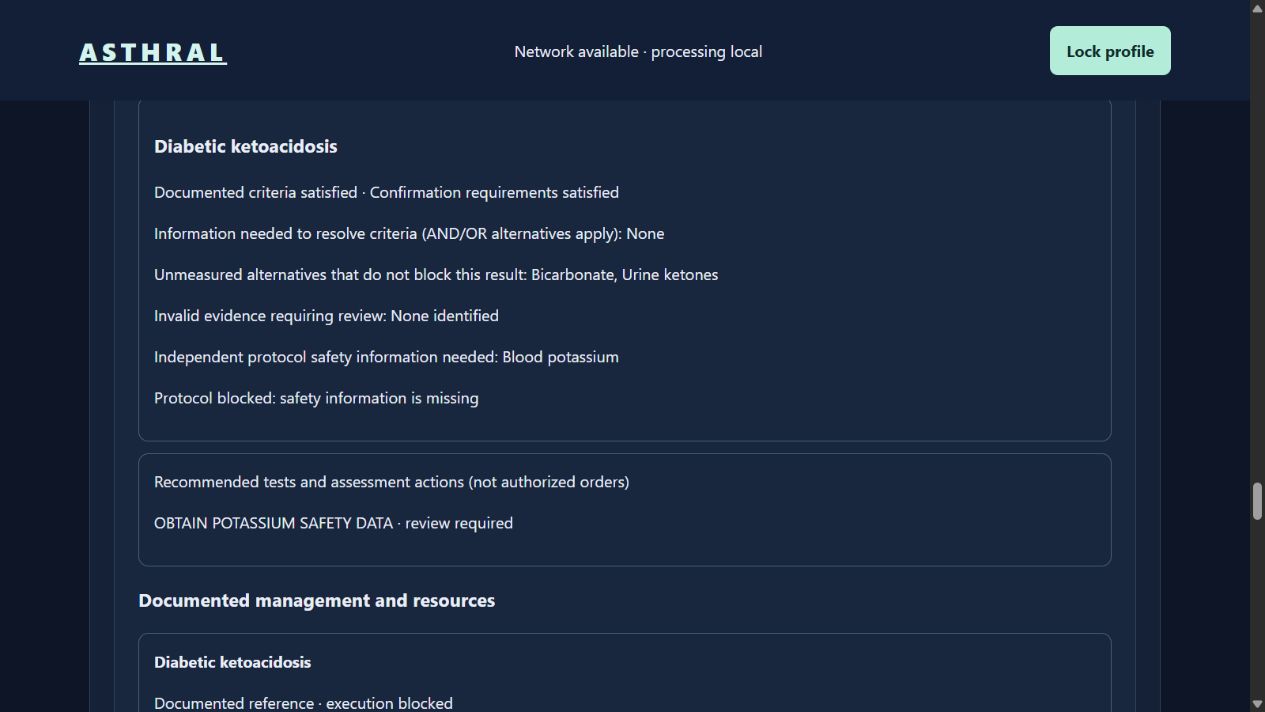 ASTHRAL
Network available · processing local
Lock profile
Diabetic ketoacidosis
Documented criteria satisfied · Confirmation requirements satisfied
Information needed to resolve criteria (AND/OR alternatives apply): None
Unmeasured alternatives that do not block this result: Bicarbonate, Urine ketones
Invalid evidence requiring review: None identified
Independent protocol safety information needed: Blood potassium
Protocol blocked: safety information is missing
Recommended tests and assessment actions (not authorized orders)
OBTAIN POTASSIUM SAFETY DATA · review required
Documented management and resources
Diabetic ketoacidosis
Documented reference · execution blocked